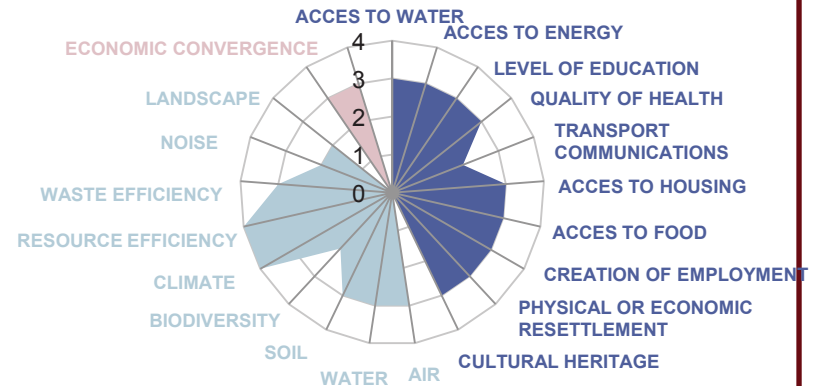 ACCES TO WATER
ACCES TO ENERGY
LEVEL OF EDUCATION
QUALITY OF HEALTH
TRANSPORT
COMMUNICATIONS
ACCES TO HOUSING
ACCES TO FOOD
CREATION OF EMPLOYMENT
PHYSICAL OR ECONOMIC
RESETTLEMENT
CULTURAL HERITAGE
AIR
WATER
SOIL
BIODIVERSITY
CLIMATE
RESOURCE EFFICIENCY
WASTE EFFICIENCY
NOISE
LANDSCAPE
ECONOMIC CONVERGENCE
4
3
2
1
0